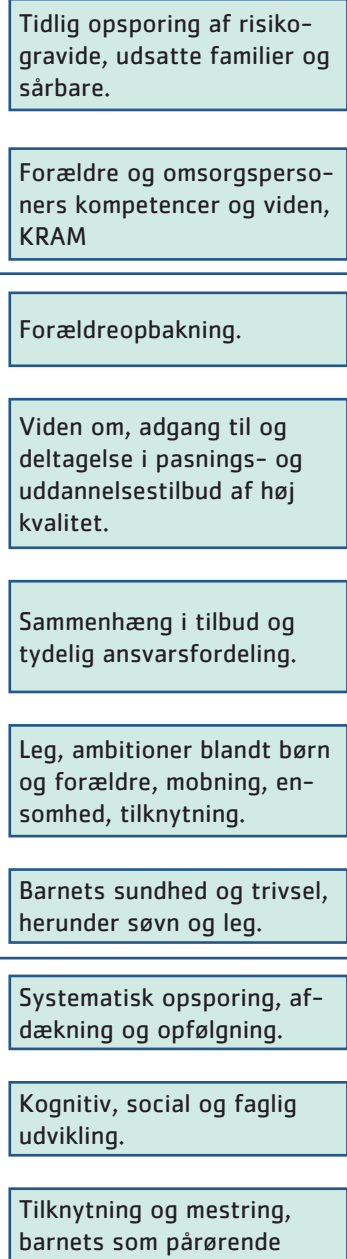 Tidlig opsporing af risiko-
gravide, udsatte familier og
sårbare.
Forældre og omsorgsperso-
ners kompetencer og viden,
KRAM
Forældreopbakning.
Viden om, adgang til og
deltagelse i pasnings- og
uddannelsestilbud af høj
kvalitet.
Sammenhæng i tilbud og
tydelig ansvarsfordeling.
Leg, ambitioner blandt børn
og forældre, mobning, en-
somhed, tilknytning.
Barnets sundhed og trivsel,
herunder søvn og leg.
Systematisk opsporing, af-
dækning og opfølgning.
Kognitiv, social og faglig
udvikling.
Tilknytning og mestring,
barnets som pårørende